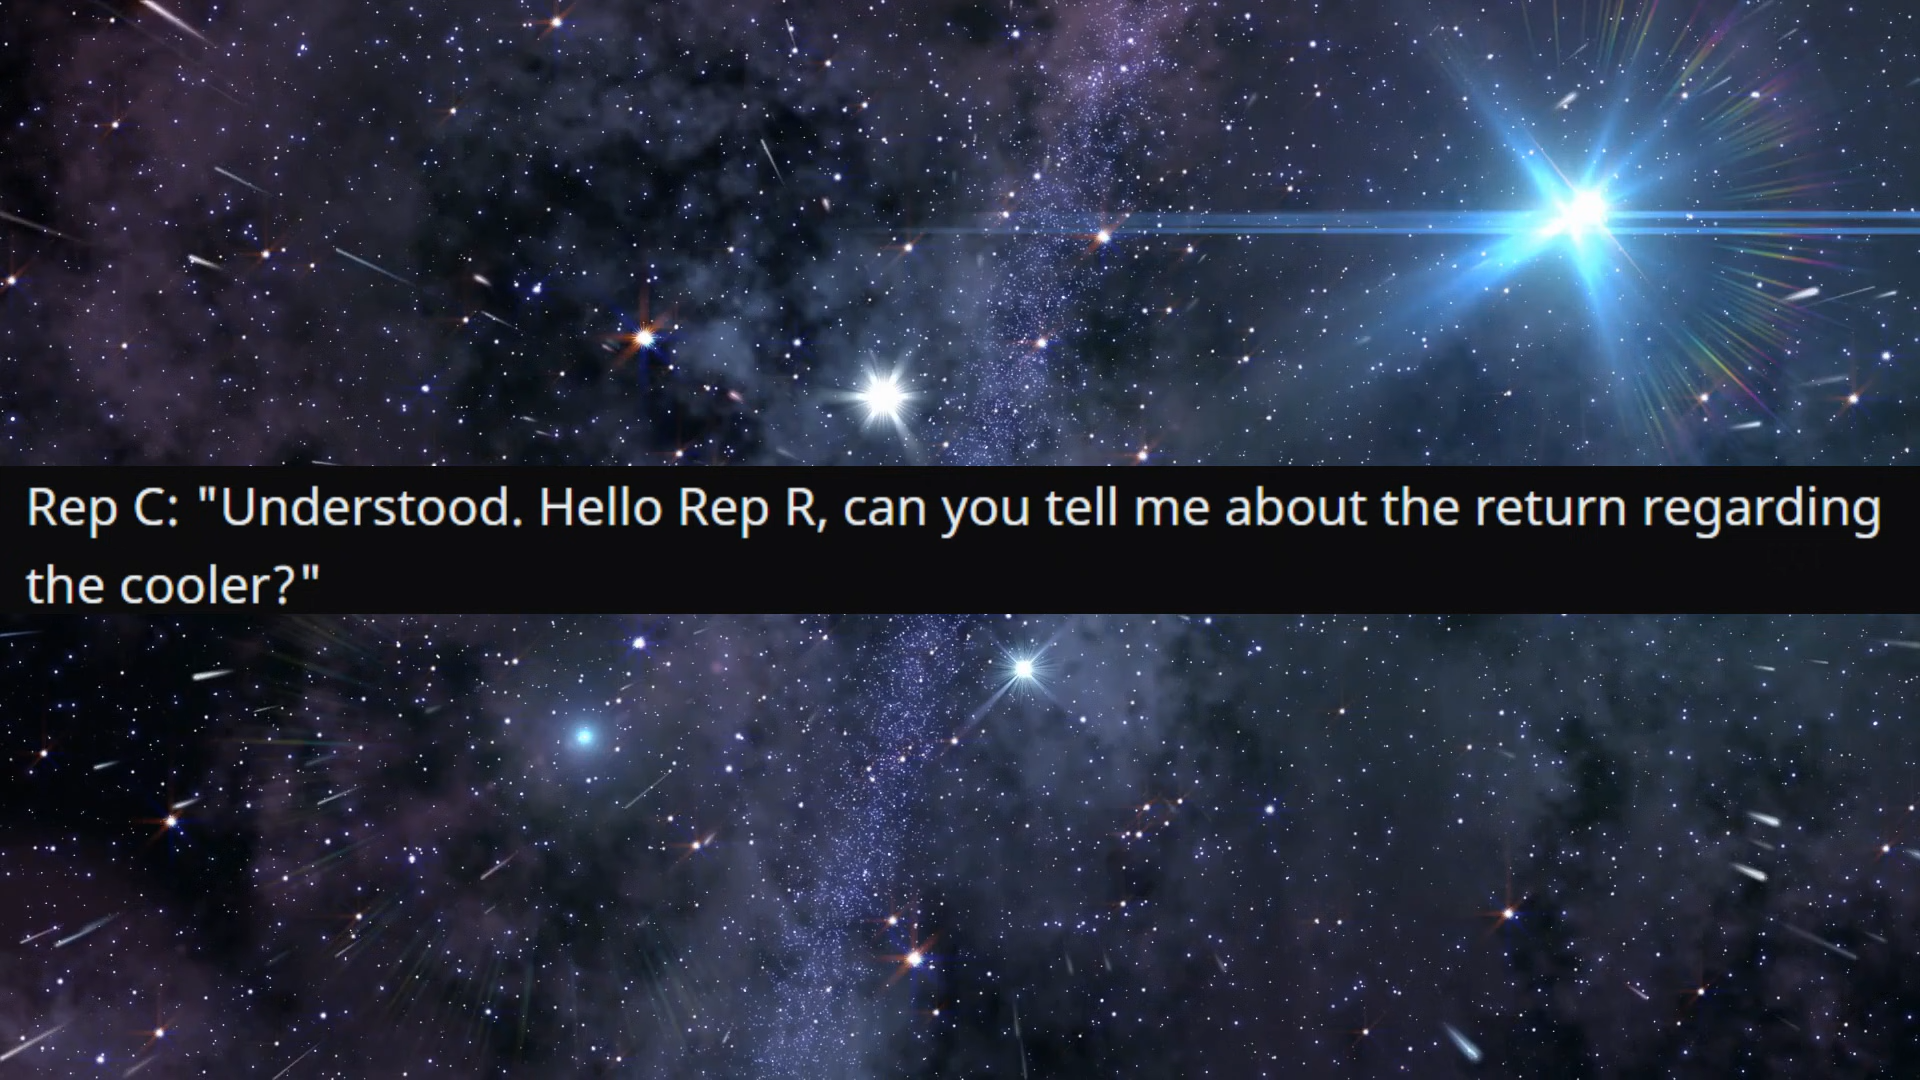 Rep C: "Understood. Hello Rep R, can you tell me about the return regarding
the cooler?"